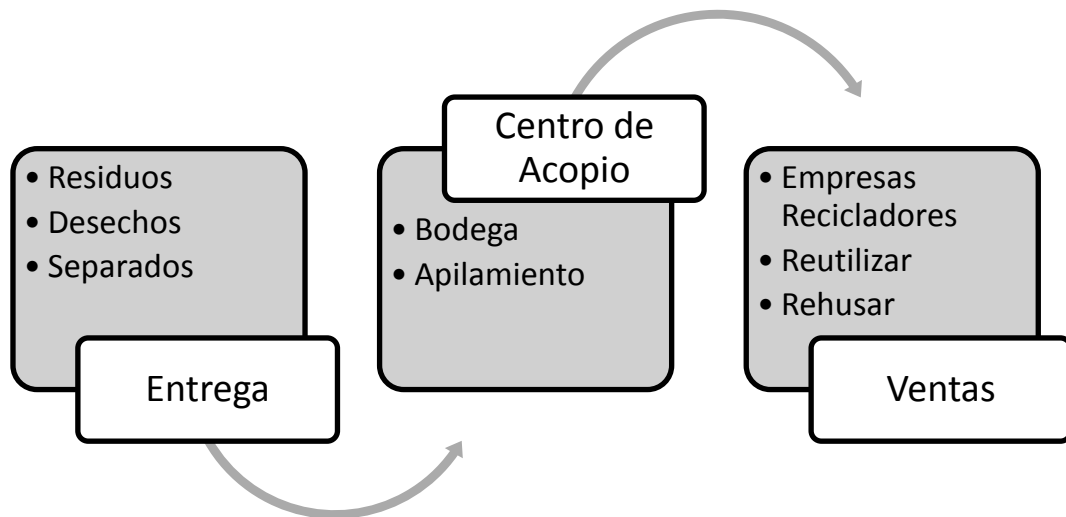 • Residuos
• Desechos
• Separados
Entrega
Centro de
Acopio
• Bodega
• Apilamiento
• Empresas
Recicladores
• Reutilizar
• Rehusar
Ventas